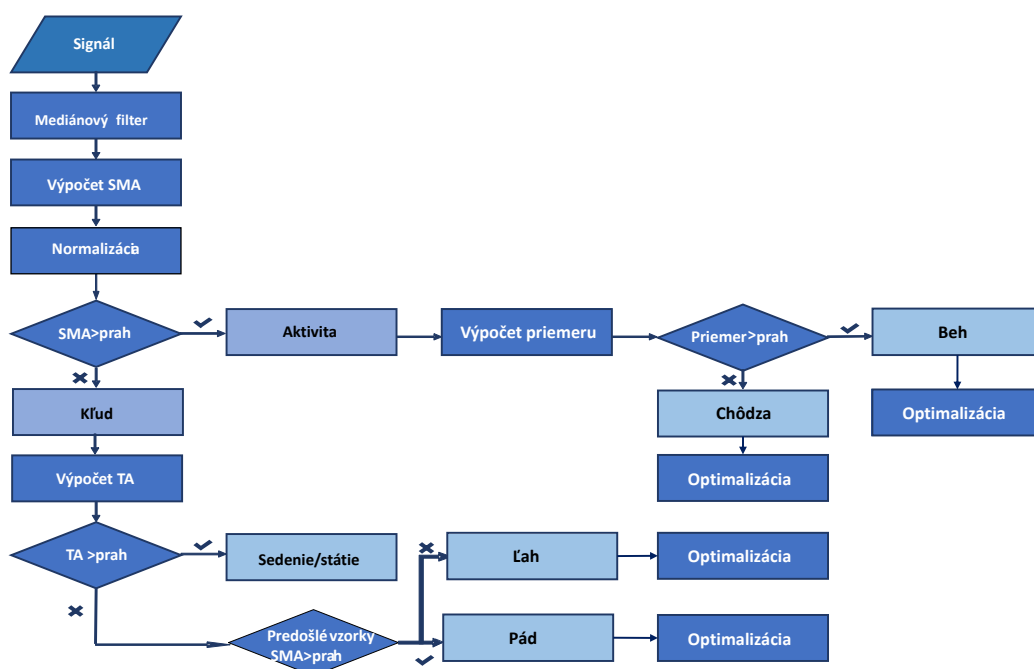 Signál
Mediánový filter
Výpočet SMA
Normalizácia
SMA>prah
Aktivita
Výpočet priemeru
Priemer>prah
Beh
Kľud
Chôdza
Optimalizácia
Výpočet TA
Optimalizácia
TA >prah
Sedenie/státie
Ľah
Optimalizácia
Predošlé vzorky
SMA>prah
Pád
Optimalizácia